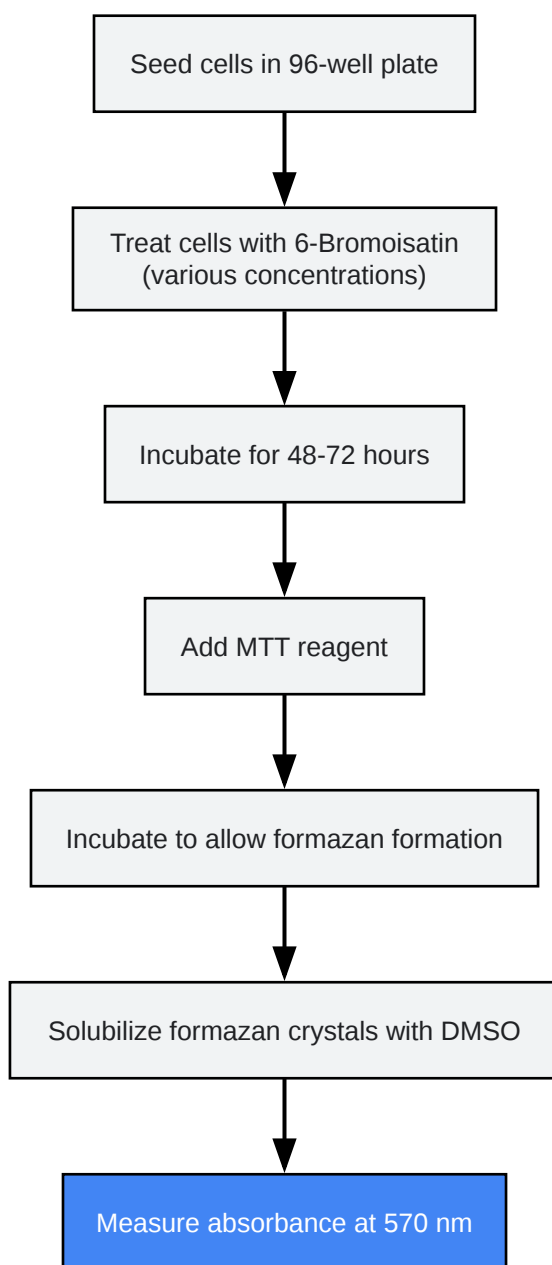 Seed cells in 96-well plate
Treat cells with 6-Bromoisatin
(various concentrations)
Incubate for 48-72 hours
Add MTT reagent
Incubate to allow formazan formation
Solubilize formazan crystals with DMSO
Measure absorbance at 570 nm